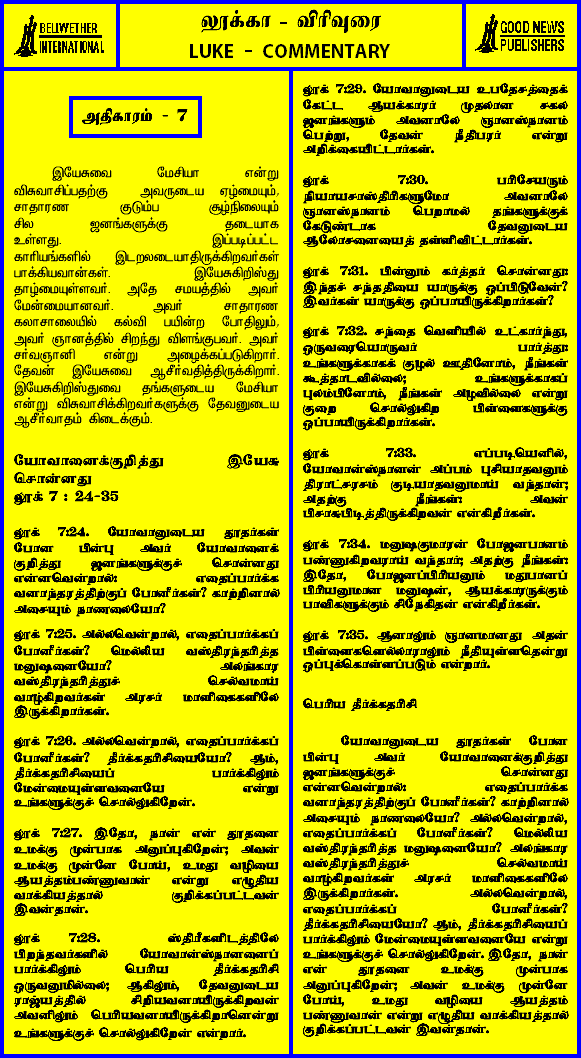 BELWETHER
INTERNATIONAL
லூக்கா - விரிவுரை
LUKE - COMMENTARY
GOOD NEWS
PUBLISHERS
அதிகாரம் - 7
இயேசுவை மேசியா என்று
விசுவாசிப்பதற்கு அவருடைய ஏழ்மையும்,
சாதாரண குடும்ப சூழ்நிலையும்
சில ஜனங்களுக்கு தடையாக
உள்ளது. இப்படிப்பட்ட
காரியங்களில் இடறலடையாதிருக்கிறவர்கள்
பாக்கியவான்கள். இயேசுகிறிஸ்து
தாழ்மையுள்ளவர். அதே சமயத்தில் அவர்
மேன்மையானவர். அவர் சாதாரண
கலாசாலையில் கல்வி பயின்ற போதிலும்,
அவர் ஞானத்தில் சிறந்து விளங்குபவர். அவர்
சர்வஞானி என்று அழைக்கப்படுகிறார்.
தேவன் இயேசுவை ஆசீர்வதித்திருக்கிறார்.
இயேசுகிறிஸ்துவை தங்களுடைய மேசியா
என்று விசுவாசிக்கிறவர்களுக்கு தேவனுடைய
ஆசீர்வாதம் கிடைக்கும்.
யோவானைக்குறித்து இயேசு
சொன்னது
லூக் 7 : 24-35
லூக் 7:24. யோவானுடைய தூதர்கள்
போன பின்பு அவர் யோவானைக்
குறித்து ஜனங்களுக்குச் சொன்னது
என்னவென்றால்: எதைப்பார்க்க
வனாந்தரத்திற்குப் போனீர்கள்? காற்றினால்
அசையும் நாணலையோ?
லூக் 7:25. அல்லவென்றால், எதைப்பார்க்கப்
போனீர்கள்? மெல்லிய வஸ்திரந்தரித்த
மனுஷனையோ? அலங்கார
வஸ்திரந்தரித்துச் செல்வமாய்
வாழ்கிறவர்கள் அரசர் மாளிகைகளிலே
இருக்கிறார்கள்.
லூக் 7:26. அல்லவென்றால், எதைப்பார்க்கப்
போனீர்கள்? தீர்க்கதரிசியையோ? ஆம்,
தீர்க்கதரிசியைப் பார்க்கிலும்
மேன்மையுள்ளவனையே என்று
உங்களுக்குச் சொல்லுகிறேன்.
லூக் 7:27. இதோ, நான் என் தூதனை
உமக்கு முன்பாக அனுப்புகிறேன்; அவன்
உமக்கு முன்னே போய், உமது வழியை
ஆயத்தம்பண்ணுவான் என்று எழுதிய
வாக்கியத்தால் குறிக்கப்பட்டவன்
இவன்தான்.
லூக் 7:28. ஸ்திரீகளிடத்திலே
பிறந்தவர்களில் யோவான்ஸ்நானனைப்
பார்க்கிலும் பெரிய தீர்க்கதரிசி
ஒருவனுமில்லை; ஆகிலும், தேவனுடைய
ராஜ்யத்தில் சிறியவனாயிருக்கிறவன்
அவனிலும் பெரியவனாயிருக்கிறானென்று
உங்களுக்குச் சொல்லுகிறேன் என்றார்.
லூக் 7:29. யோவானுடைய உபதேசத்தைக்
கேட்ட ஆயக்காரர் முதலான சகல
ஜனங்களும் அவனாலே ஞானஸ்நானம்
பெற்று, தேவன் நீதிபரர் என்று
அறிக்கையிட்டார்கள்.
லூக் 7:30. பரிசேயரும்
நியாயசாஸ்திரிகளுமோ அவனாலே
ஞானஸ்நானம் பெறாமல் தங்களுக்குக்
கேடுண்டாக தேவனுடைய
ஆலோசனையைத் தள்ளிவிட்டார்கள்.
லூக் 7:31. பின்னும் கர்த்தர் சொன்னது:
இந்தச் சந்ததியை யாருக்கு ஒப்பிடுவேன்?
இவர்கள் யாருக்கு ஒப்பாயிருக்கிறார்கள்?
லூக் 7:32. சந்தை வெளியில் உட்கார்ந்து,
ஒருவரையொருவர் பார்த்து:
உங்களுக்காகக் குழல் ஊதினோம், நீங்கள்
கூத்தாடவில்லை; உங்களுக்காகப்
புலம்பினோம், நீங்கள் அழவில்லை என்று
குறை சொல்லுகிற பிள்ளைகளுக்கு
ஒப்பாயிருக்கிறார்கள்.
லூக் 7:33. எப்படியெனில்,
யோவான்ஸ்நானன் அப்பம் புசியாதவனும்
திராட்சரசம் குடியாதவனுமாய் வந்தான்;
அதற்கு நீங்கள்: அவன்
பிசாசுபிடித்திருக்கிறவன் என்கிறீர்கள்.
லூக் 7:34. மனுஷகுமாரன் போஜனபானம்
பண்ணுகிறவராய் வந்தார்; அதற்கு நீங்கள்:
இதோ, போஜனப்பிரியனும் மதுபானப்
பிரியனுமான மனுஷன், ஆயக்காரருக்கும்
பாவிகளுக்கும் சிநேகிதன் என்கிறீர்கள்.
லூக் 7:35. ஆனாலும் ஞானமானது அதன்
பிள்ளைகளெல்லாராலும் நீதியுள்ளதென்று
ஒப்புக்கொள்ளப்படும் என்றார்.
பெரிய தீர்க்கதரிசி
யோவானுடைய தூதர்கள் போன
பின்பு அவர் யோவானைக்குறித்து
ஜனங்களுக்குச் சொன்னது
என்னவென்றால்: எதைப்பார்க்க
வனாந்தரத்திற்குப் போனீர்கள்? காற்றினால்
அசையும் நாணலையோ? அல்லவென்றால்,
எதைப்பார்க்கப் போனீர்கள்? மெல்லிய
வஸ்திரந்தரித்த மனுஷனையோ? அலங்கார
வஸ்திரந்தரித்துச் செல்வமாய்
வாழ்கிறவர்கள் அரசர் மாளிகைகளிலே
இருக்கிறார்கள். அல்லவென்றால்,
எதைப்பார்க்கப் போனீர்கள்?
தீர்க்கதரிசியையோ? ஆம், தீர்க்கதரிசியைப்
பார்க்கிலும் மேன்மையுள்ளவனையே என்று
உங்களுக்குச் சொல்லுகிறேன். இதோ, நான்
என் தூதனை உமக்கு முன்பாக
அனுப்புகிறேன்; அவன் உமக்கு முன்னே
போய், உமது வழியை ஆயத்தம்
பண்ணுவான் என்று எழுதிய வாக்கியத்தால்
குறிக்கப்பட்டவன் இவன்தான்.